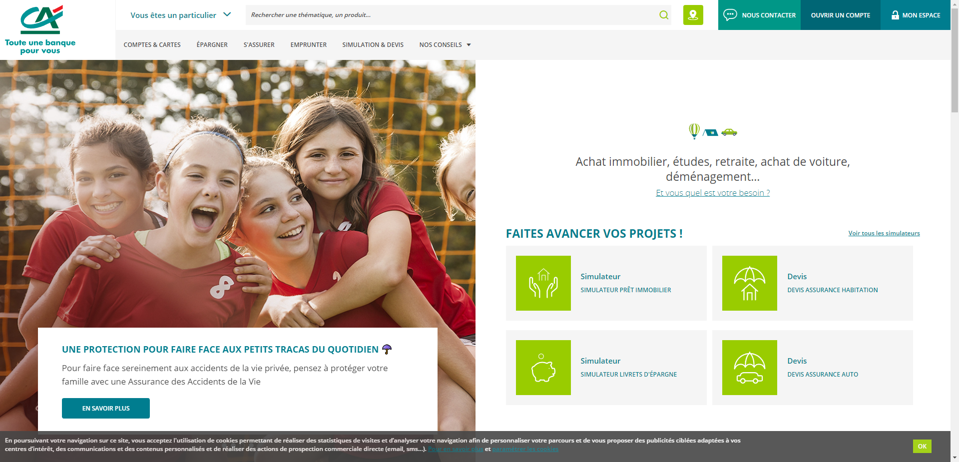 Toute une banque
pour vous
Vous êtes un particulier
Rechercher une thématique, un produit...
NOUS CONTACTER
OUVRIR UN COMPTE
MON ESPACE
COMPTES & CARTES
ÉPARGNER
S'ASSURER
EMPRUNTER
SIMULATION & DEVIS
NOS CONSEILS
Achat immobilier, études, retraite, achat de voiture,
déménagement...
Et vous quel est votre besoin ?
FAITES AVANCER VOS PROJETS !
Voir tous les simulateurs
Simulateur
SIMULATEUR PRÊT IMMOBILIER
Devis
DEVIS ASSURANCE HABITATION
Simulateur
SIMULATEUR LIVRETS D'ÉPARGNE
Devis
DEVIS ASSURANCE AUTO
UNE PROTECTION POUR FAIRE FACE AUX PETITS TRACAS DU QUOTIDIEN
Pour faire face sereinement aux accidents de la vie privée, pensez à protéger votre
famille avec une Assurance des Accidents de la Vie
EN SAVOIR PLUS
En poursuivant votre navigation sur ce site, vous acceptez l'utilisation de cookies permettant de réaliser des statistiques de visites et d'analyser votre navigation afin de personnaliser votre parcours et de vous proposer des publicités ciblées adaptées à vos
centres d'intérêt, des communications et des contenus personnalisés et de réaliser des actions de prospection commerciale directe (email, sms...). et
OK